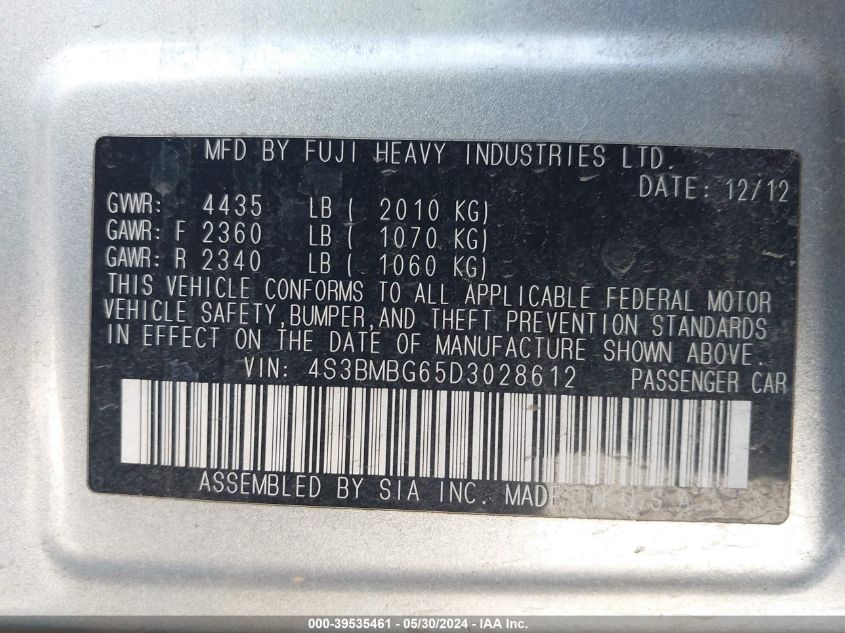 MFD BY FUJI HEAVY INDUSTRIES LTD.
DATE: 12/12
GVWR: 4435 LB ( 2010 KG)
GAWR: F 2360 LB ( 1070 KG)
GAWR: R 2340 LB ( 1060 KG)
THIS VEHICLE CONFORMS TO ALL APPLICABLE FEDERAL MOTOR
VEHICLE SAFETY,BUMPER,AND THEFT PREVENTION STANDARDS
IN EFFECT ON THE DATE OF MANUFACTURE SHOWN ABOVE.
VIN: 4S3BMBG65D3028612 PASSENGER CAR
ASSEMBLED BY SIA INC. MADE IN U.S.A.
000-39535461 - 05/30/2024 - IAA Inc.